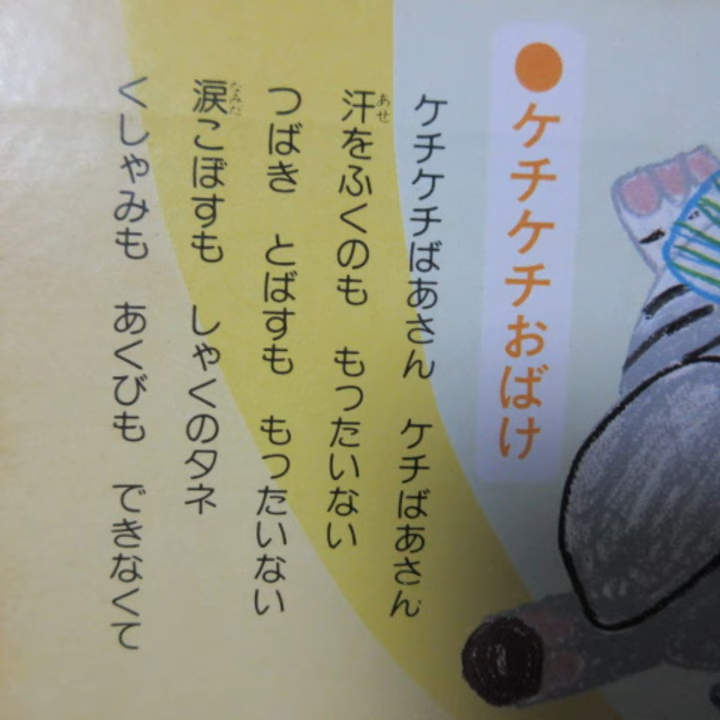 ●ケチケチおばけ
ケチケチばあさん　ケチばあさん
汗をふくのも　もったいない
つばき　とばすも　もったいない
涙こぼすも　しゃくのタネ
くしゃみも　あくびも　できなくて